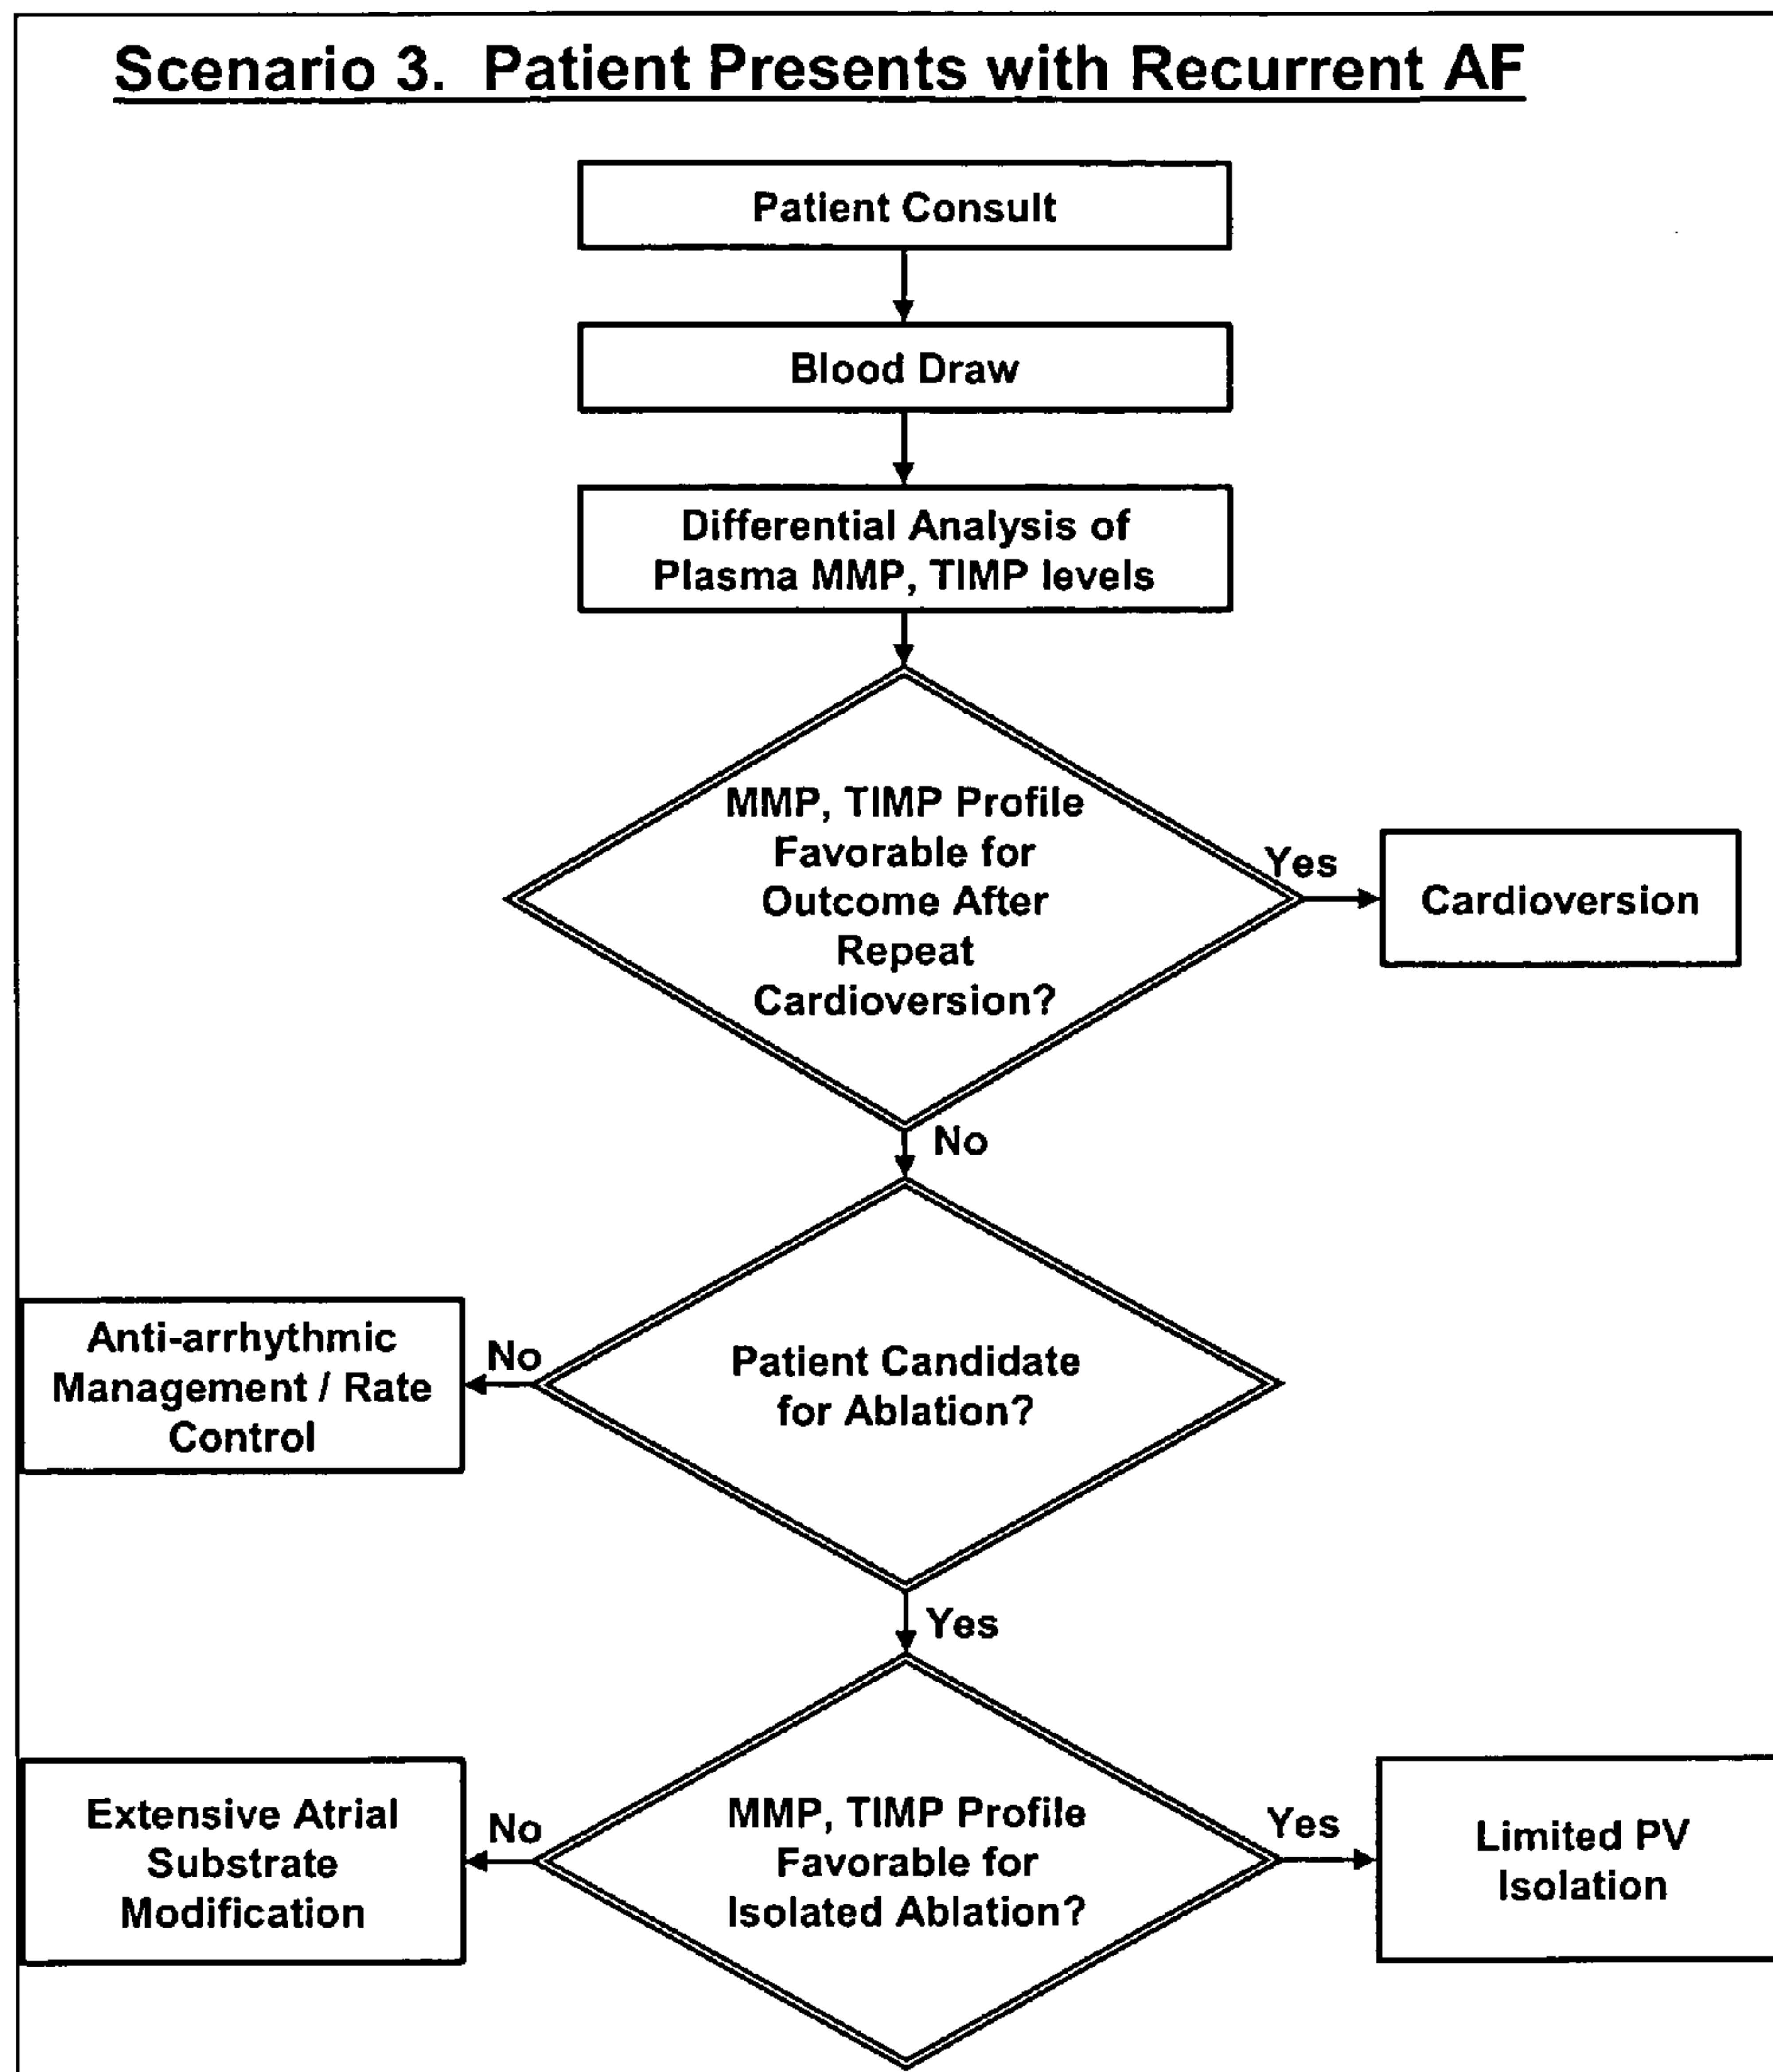 Scenario 3. Patient Presents with Recurrent AF
Patient Consult
Blood Draw
Differential Analysis of
Plasma MMP, TIMP levels
MMP, TIMP Profile
Favorable for
Outcome After
Repeat
Cardioversion?
Yes
Cardioversion
No
Patient Candidate
for Ablation?
No
Anti-arrhythmic
Management / Rate
Control
Yes
MMP, TIMP Profile
Favorable for
Isolated Ablation?
No
Extensive Atrial
Substrate
Modification
Yes
Limited PV
Isolation